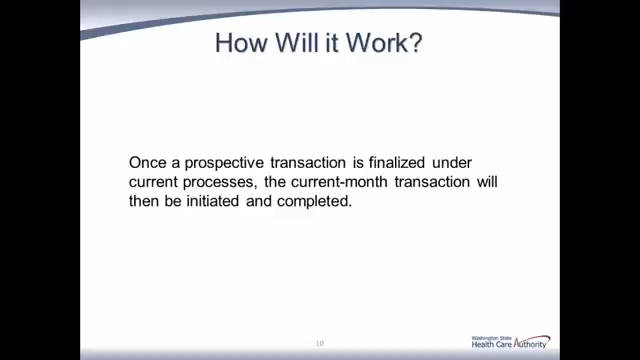 How Will it Work?
Once a prospective transaction is finalized under
current processes, the current-month transaction will
then be initiated and completed.
10
Washington State
Health Care Authority